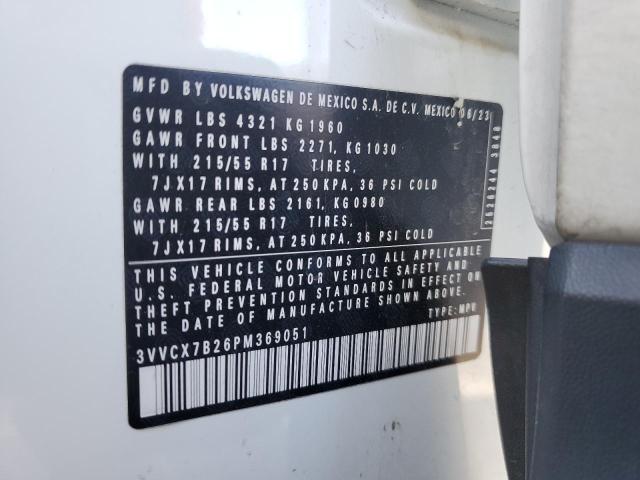 MFD BY VOLKSWAGEN DE MEXICO S.A. DE C.V. MEXICO 06/23
GVWR LBS 4321 KG 1960
GAWR FRONT LBS 2271, KG 1030
WITH 215/55 R17 TIRES,
7JX17 RIMS, AT 250 KPA, 36 PSI COLD
GAWR REAR LBS 2161, KG 0980
WITH 215/55 R17 TIRES,
7JX17 RIMS, AT 250 KPA, 36 PSI COLD
THIS VEHICLE CONFORMS TO ALL APPLICABLE
U.S. FEDERAL MOTOR VEHICLE SAFETY AND
THEFT PREVENTION STANDARDS IN EFFECT ON
THE DATE OF MANUFACTURE SHOWN ABOVE.
3VVCX7B26PM369051 TYPE: MPV
2520244 3848